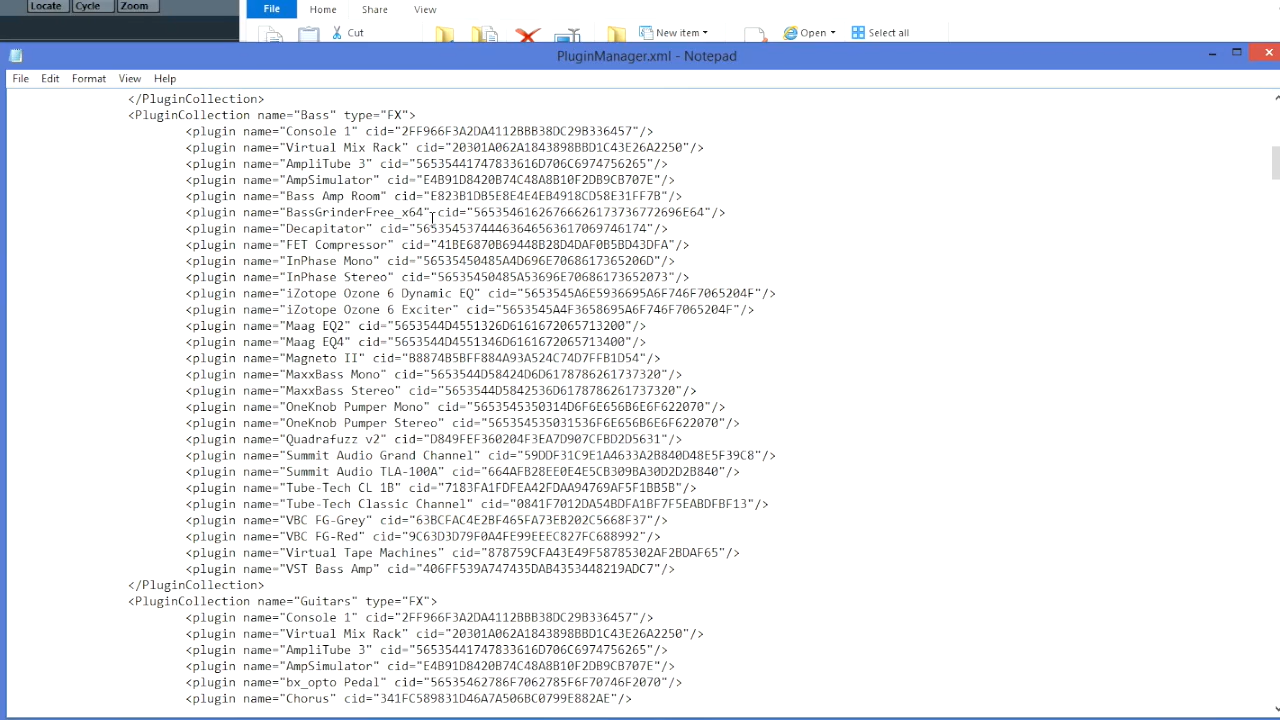 Locate Cycle Zoom
File Home Share View
Cut
New item
Open
Select all
PluginManager.xml - Notepad
File Edit Format View Help
</PluginCollection>
<PluginCollection name="Bass" type="FX">
<plugin name="Console 1" cid="2FF966F3A2DA4112BBB38DC29B336457"/>
<plugin name="Virtual Mix Rack" cid="20301A062A1843898BBD1C43E26A2250"/>
<plugin name="AmpliTube 3" cid="56535441747833616D706C6974756265"/>
<plugin name="AmpSimulator" cid="E4B91D8420B74C48A8B10F2DB9CB707E"/>
<plugin name="Bass Amp Room" cid="E823B1DB5E8E4E4EB4918CD58E31FF7B"/>
<plugin name="BassGrinderFree_x64" cid="56535461626766626173736772696E64"/>
<plugin name="Decapitator" cid="56535453744463646563617069746174"/>
<plugin name="FET Compressor" cid="41BE6870B69448B28D4DAF0B5BD43DFA"/>
<plugin name="InPhase Mono" cid="56535450485A4D696E7068617365206D"/>
<plugin name="InPhase Stereo" cid="56535450485A53696E70686173652073"/>
<plugin name="iZotope Ozone 6 Dynamic EQ" cid="5653545A6E5936695A6F746F7065204F"/>
<plugin name="iZotope Ozone 6 Exciter" cid="5653545A4F3658695A6F746F7065204F"/>
<plugin name="Maag EQ2" cid="5653544D4551326D6161672065713200"/>
<plugin name="Maag EQ4" cid="5653544D4551346D6161672065713400"/>
<plugin name="Magneto II" cid="B8874B5BFF884A93A524C74D7FFB1D54"/>
<plugin name="MaxxBass Mono" cid="5653544D58424D6D6178786261737320"/>
<plugin name="MaxxBass Stereo" cid="5653544D5842536D6178786261737320"/>
<plugin name="OneKnob Pumper Mono" cid="5653545350314D6F6E656B6E6F622070"/>
<plugin name="OneKnob Pumper Stereo" cid="565354535031536F6E656B6E6F622070"/>
<plugin name="Quadrafuzz v2" cid="D849FEF360204F3EA7D907CFBD2D5631"/>
<plugin name="Summit Audio Grand Channel" cid="59DDF31C9E1A4633A2B840D48E5F39C8"/>
<plugin name="Summit Audio TLA-100A" cid="664AFB28EE0E4E5CB309BA30D2D2B840"/>
<plugin name="Tube-Tech CL 1B" cid="7183FA1FDFEA42FDAA94769AF5F1BB5B"/>
<plugin name="Tube-Tech Classic Channel" cid="0841F7012DA54BDFA1BF7F5EABDFBF13"/>
<plugin name="VBC FG-Grey" cid="63BCFAC4E2BF465FA73EB202C5668F37"/>
<plugin name="VBC FG-Red" cid="9C63D3D79F0A4FE99EEEC827FC688992"/>
<plugin name="Virtual Tape Machines" cid="878759CFA43E49F58785302AF2BDAF65"/>
<plugin name="VST Bass Amp" cid="406FF539A747435DAB4353448219ADC7"/>
</PluginCollection>
<PluginCollection name="Guitars" type="FX">
<plugin name="Console 1" cid="2FF966F3A2DA4112BBB38DC29B336457"/>
<plugin name="Virtual Mix Rack" cid="20301A062A1843898BBD1C43E26A2250"/>
<plugin name="AmpliTube 3" cid="56535441747833616D706C6974756265"/>
<plugin name="AmpSimulator" cid="E4B91D8420B74C48A8B10F2DB9CB707E"/>
<plugin name="bx_opto Pedal" cid="56535462786F7062785F6F70746F2070"/>
<plugin name="Chorus" cid="341FC589831D46A7A506BC0799E882AE"/>